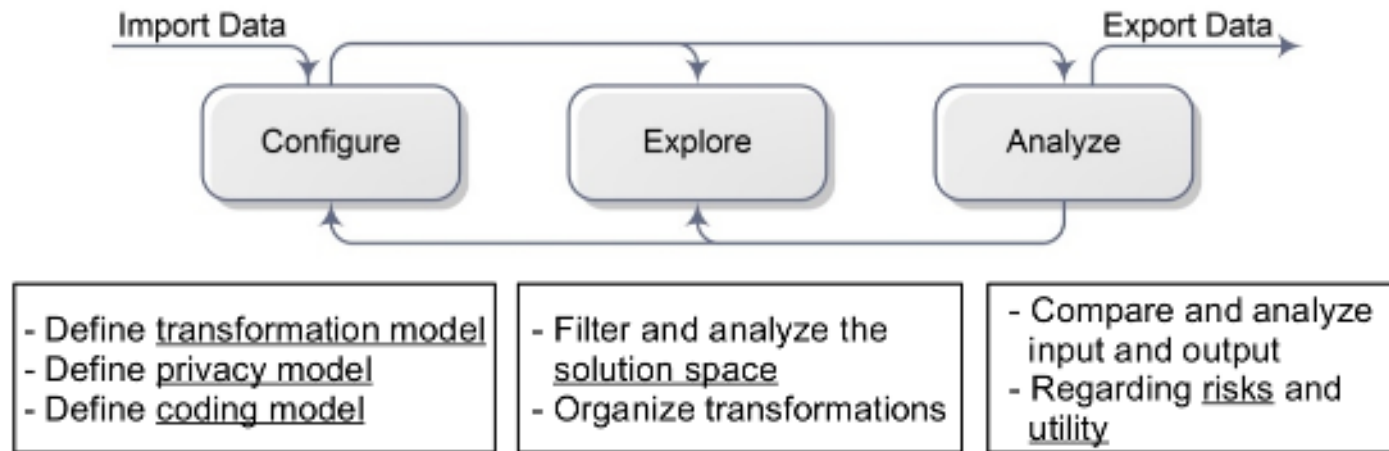 Import Data
Export Data
Configure
Explore
Analyze
- Define transformation model
- Define privacy model
- Define coding model
- Filter and analyze the
solution space
- Organize transformations
- Compare and analyze
input and output
- Regarding risks and
utility